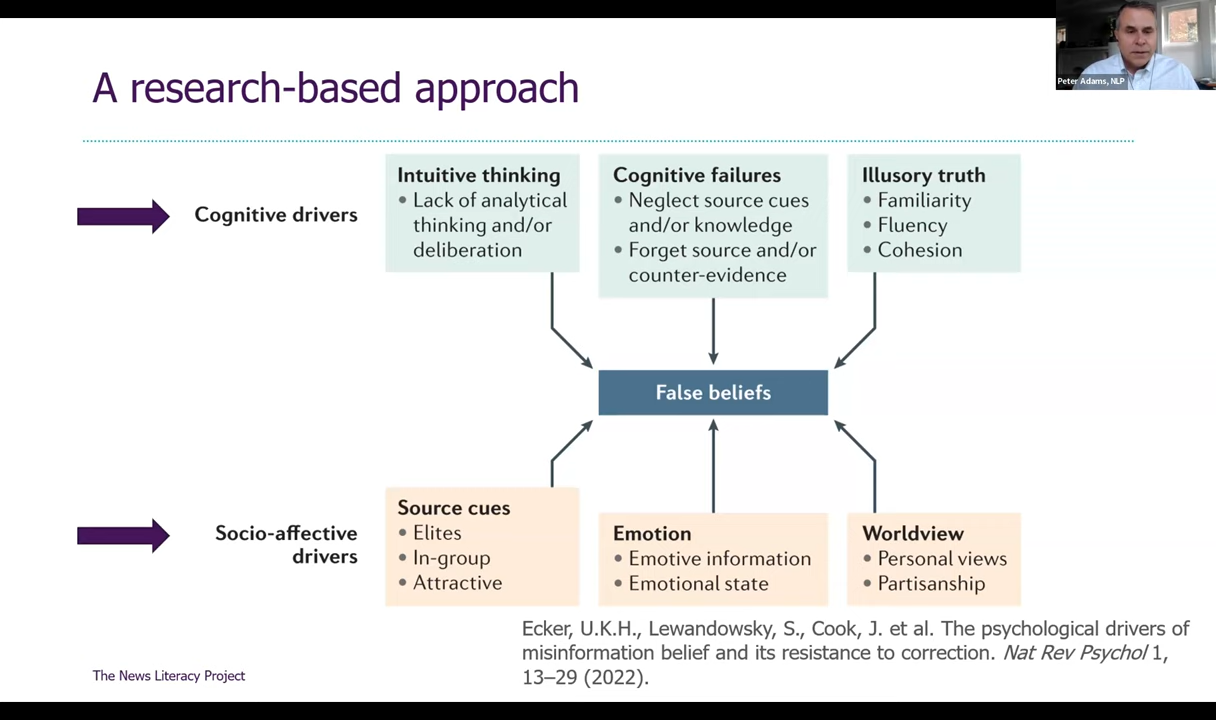 Peter Adams, NLP
A research-based approach
Cognitive drivers
Intuitive thinking
• Lack of analytical
thinking and/or
deliberation
Cognitive failures
• Neglect source cues
and/or knowledge
• Forget source and/or
counter-evidence
Illusory truth
• Familiarity
• Fluency
• Cohesion
False beliefs
Socio-affective
drivers
Source cues
• Elites
• In-group
• Attractive
Emotion
• Emotive information
• Emotional state
Worldview
• Personal views
• Partisanship
Ecker, U.K.H., Lewandowsky, S., Cook, J. et al. The psychological drivers of
misinformation belief and its resistance to correction. Nat Rev Psychol 1,
13–29 (2022).
The News Literacy Project